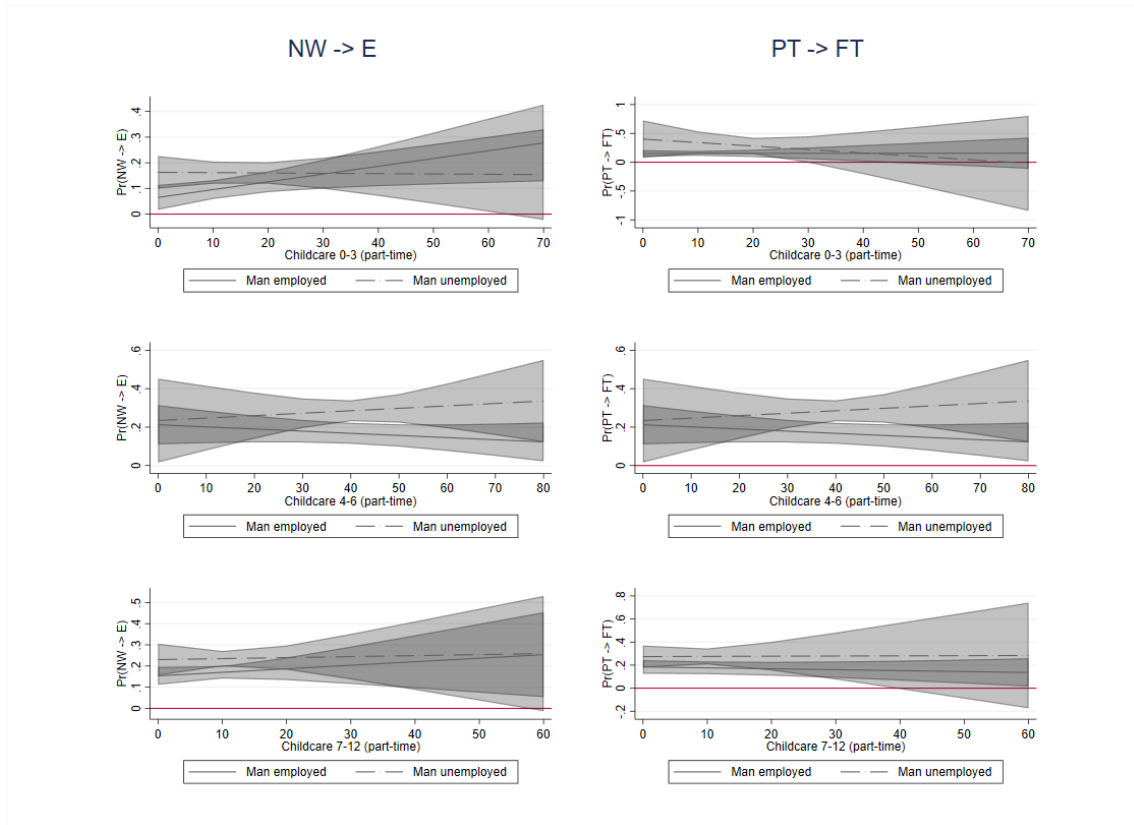 NW -> E
PT -> FT
Pr(NW -> E)
0 .1 .2 .3 .4
0 10 20 30 40 50 60 70
Childcare 0-3 (part-time)
Man employed Man unemployed
Pr(PT -> FT)
-1 -.5 0 .5 1
0 10 20 30 40 50 60 70
Childcare 0-3 (part-time)
Man employed Man unemployed
Pr(NW -> E)
0 .2 .4 .6
0 10 20 30 40 50 60 70 80
Childcare 4-6 (part-time)
Man employed Man unemployed
Pr(PT -> FT)
0 .2 .4 .6
0 10 20 30 40 50 60 70 80
Childcare 4-6 (part-time)
Man employed Man unemployed
Pr(NW -> E)
0 .1 .2 .3 .4 .5
0 10 20 30 40 50 60
Childcare 7-12 (part-time)
Man employed Man unemployed
Pr(PT -> FT)
-.2 0 .2 .4 .6 .8
0 10 20 30 40 50 60
Childcare 7-12 (part-time)
Man employed Man unemployed